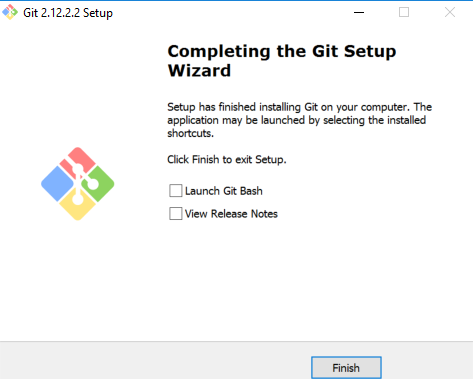 Git 2.12.2.2 Setup
Completing the Git Setup
Wizard
Setup has finished installing Git on your computer. The
application may be launched by selecting the installed
shortcuts.
Click Finish to exit Setup.
Launch Git Bash
View Release Notes
Finish